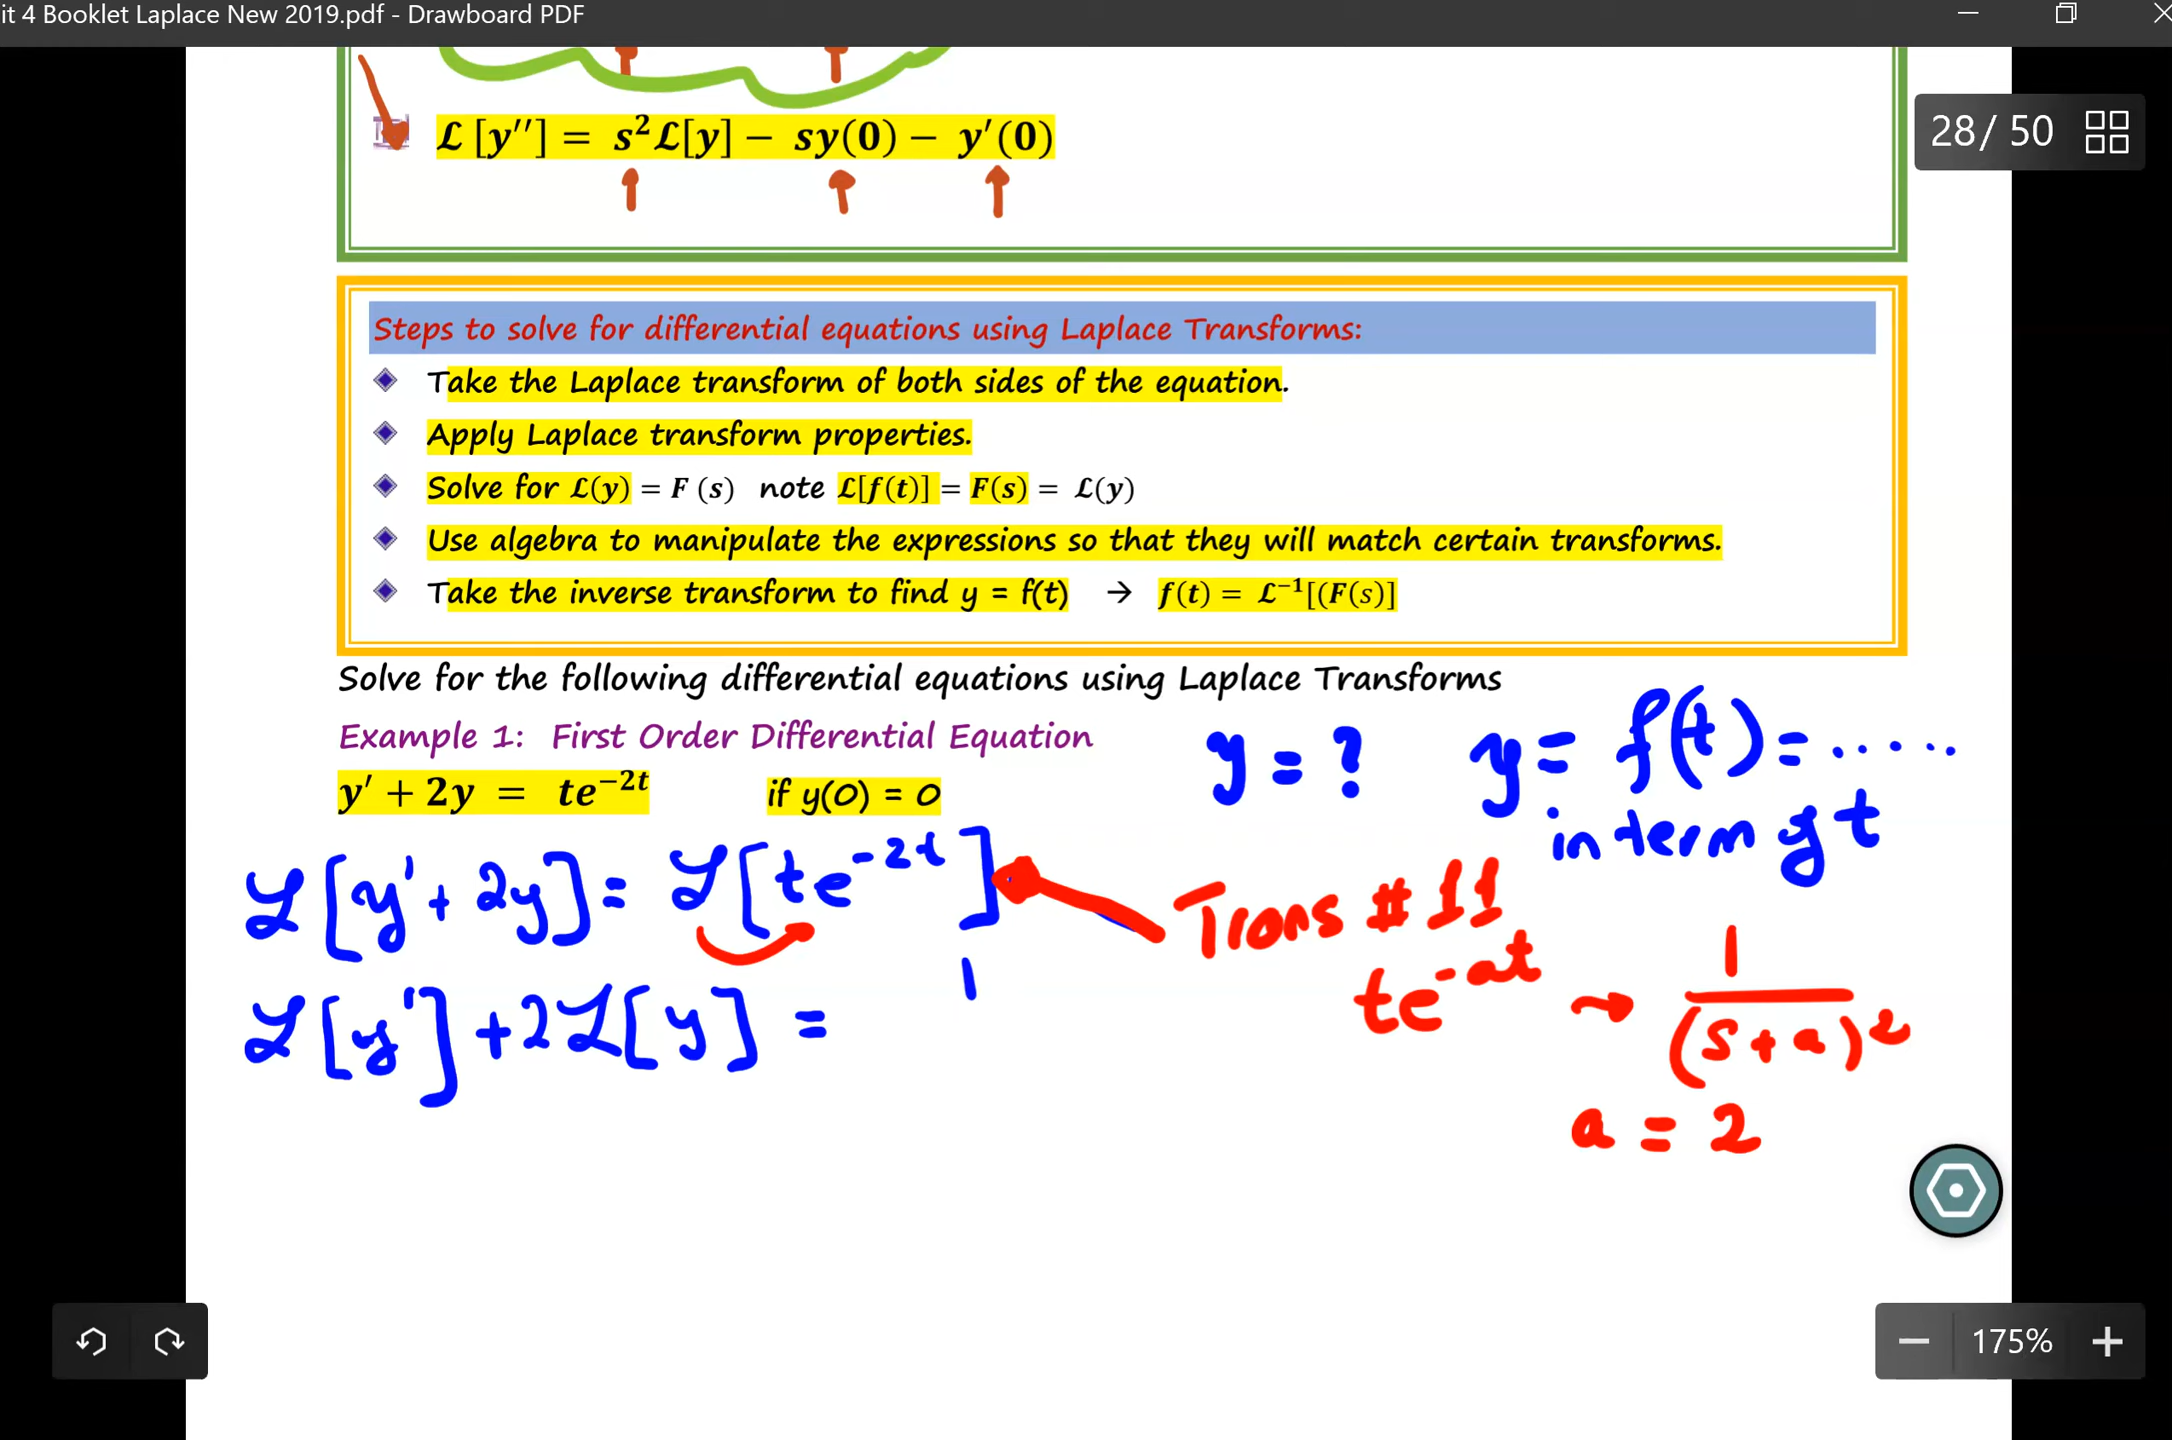 it 4 Booklet Laplace New 2019.pdf - Drawboard PDF
28/ 50
ℒ [y′′] = s²ℒ[y] − sy(0) − y′(0)
Steps to solve for differential equations using Laplace Transforms:
Take the Laplace transform of both sides of the equation.
Apply Laplace transform properties.
Solve for ℒ(y) = F (s) note ℒ[f(t)] = F(s) = ℒ(y)
Use algebra to manipulate the expressions so that they will match certain transforms.
Take the inverse transform to find y = f(t) → f(t) = ℒ⁻¹[(F(s)]
Solve for the following differential equations using Laplace Transforms
Example 1: First Order Differential Equation
y = ? y = f(t) = .....
in term of t
y′ + 2y = te⁻²ᵗ if y(0) = 0
ℒ[y' + 2y] = ℒ[te⁻²ᵗ]
Trans # 11
te⁻ᵃᵗ → 1/(s+a)²
ℒ[y'] + 2ℒ[y] = 1
a = 2
175%